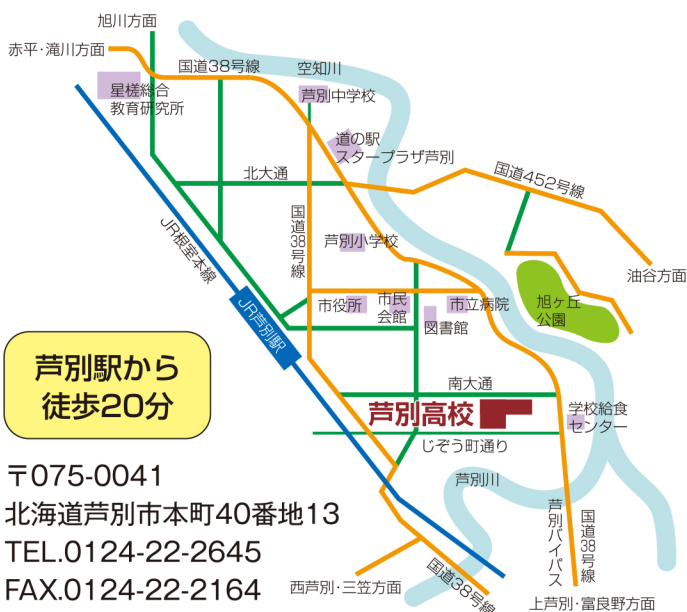 旭川方面
赤平・滝川方面
国道38号線
空知川
星槎総合
教育研究所
芦別中学校
道の駅
スタープラザ芦別
北大通
国道452号線
国道38号線
芦別小学校
JR根室本線
油谷方面
JR芦別駅
市役所
市民
会館
図書館
市立病院
旭ヶ丘
公園
芦別駅から
徒歩20分
南大通
芦別高校
学校給食
センター
じぞう町通り
芦別川
〒075-0041
北海道芦別市本町40番地13
TEL.0124-22-2645
FAX.0124-22-2164
芦別バイパス
国道38号線
西芦別・三笠方面
国道38号線
上芦別・富良野方面